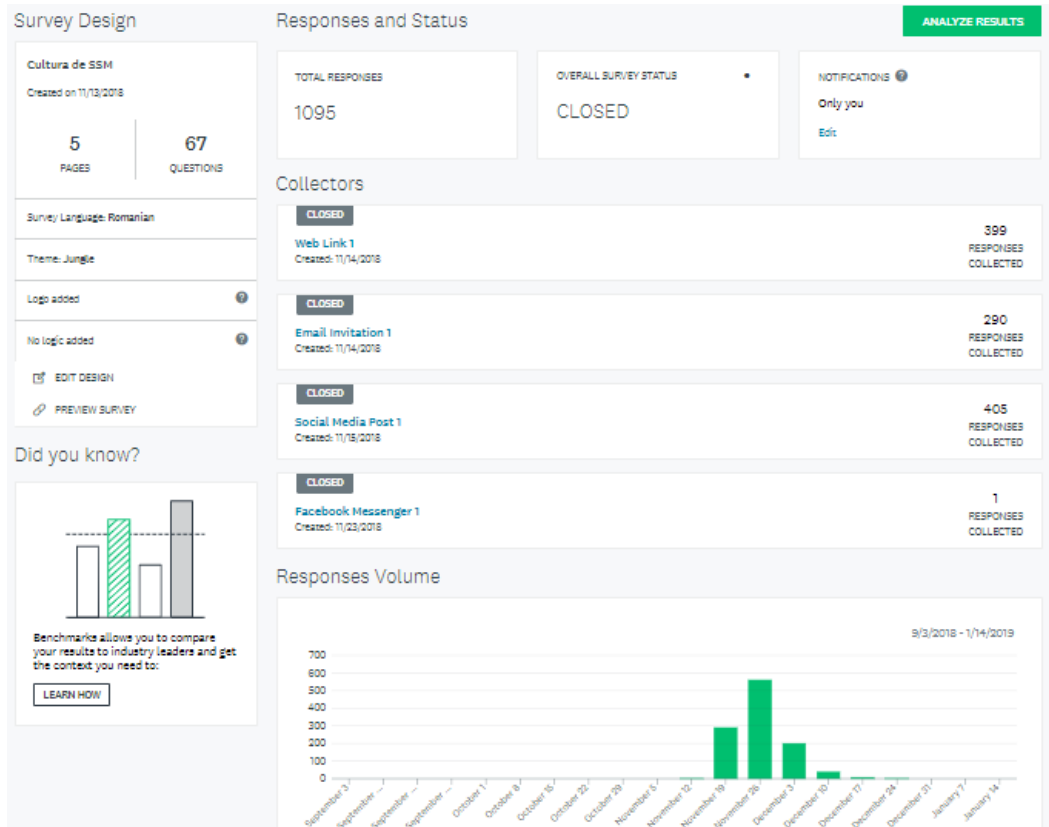 Survey Design
Cultura de SSM
Created on 11/13/2018
5
PAGES
67
QUESTIONS
Survey Language: Romanian
Theme: Jungle
Logo added
No logic added
EDIT DESIGN
PREVIEW SURVEY
Did you know?
Benchmarks allows you to compare
your results to industry leaders and get
the context you need to:
LEARN HOW
Responses and Status
ANALYZE RESULTS
TOTAL RESPONSES
1095
OVERALL SURVEY STATUS
CLOSED
NOTIFICATIONS ?
Only you
Edit
Collectors
CLOSED
Web Link 1
Created: 11/14/2018
399
RESPONSES
COLLECTED
CLOSED
Email Invitation 1
Created: 11/14/2018
290
RESPONSES
COLLECTED
CLOSED
Social Media Post 1
Created: 11/15/2018
405
RESPONSES
COLLECTED
CLOSED
Facebook Messenger 1
Created: 11/23/2018
1
RESPONSES
COLLECTED
Responses Volume
9/3/2018 - 1/14/2019
700
600
500
400
300
200
100
0
September 3
September ...
September ...
September ...
October 1
October 8
October 15
October 22
October 29
November 5
November 12
November 19
November 26
December 3
December 10
December 17
December 24
December 31
January 7
January 14